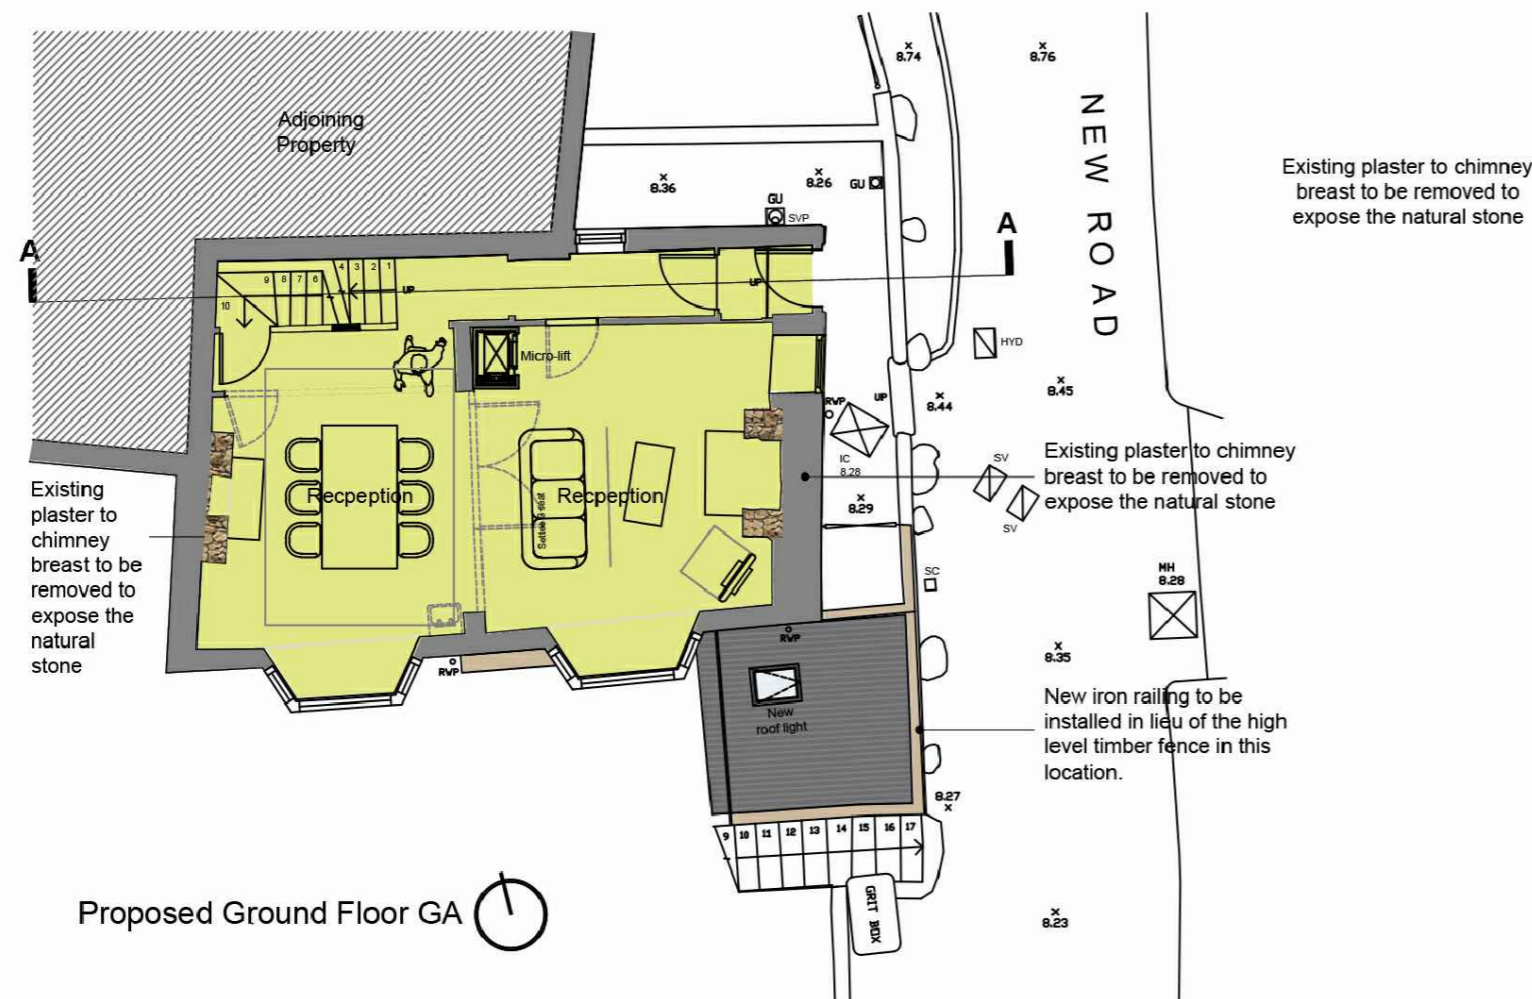 8.74
8.76
NEW ROAD
Adjoining
Property
Existing plaster to chimney
breast to be removed to
expose the natural stone
8.36
8.26
GU
GU
SVP
A
A
4 3 2 1
9 8 7 6
10
UP
UP
HYD
Micro-lift
8.45
RWP
UP
8.44
IC
8.28
Existing plaster to chimney
breast to be removed to
expose the natural stone
SV
SV
8.29
Recpeption
Recpeption
Settee 3 seat
Existing
plaster to
chimney
breast to be
removed to
expose the
natural
stone
SC
MH
8.28
RWP
RWP
8.35
New
roof light
New iron railing to be
installed in lieu of the high
level timber fence in this
location.
8.27
9 10 11 12 13 14 15 16 17
GRIT BOX
8.23
Proposed Ground Floor GA